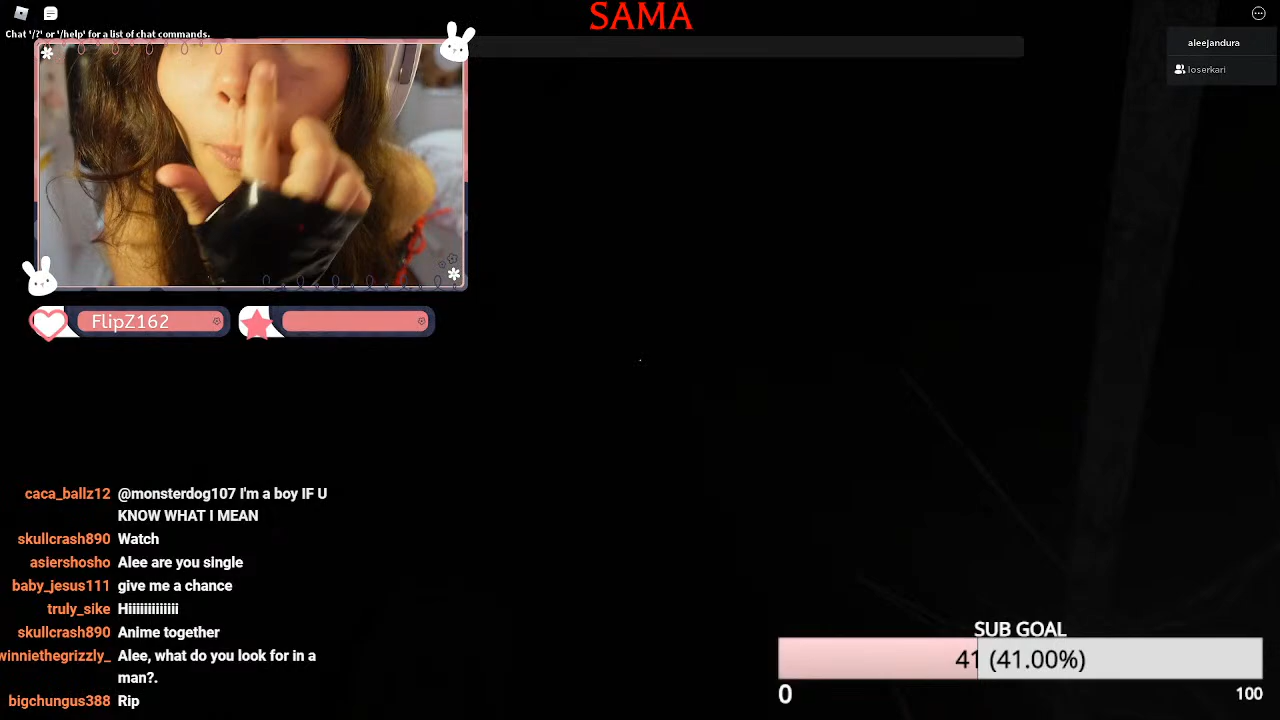 SAMA
Chat '/?' or '/help' for a list of chat commands.
aleejandura
loserkari
FlipZ162
caca_ballz12 @monsterdog107 I'm a boy IF U
KNOW WHAT I MEAN
skullcrash890 Watch
asiershosho Alee are you single
baby_jesus111 give me a chance
truly_sike Hiiiiiiiiiiiii
skullcrash890 Anime together
winniethegrizzly_ Alee, what do you look for in a
man?.
bigchungus388 Rip
SUB GOAL
41 (41.00%)
0 100